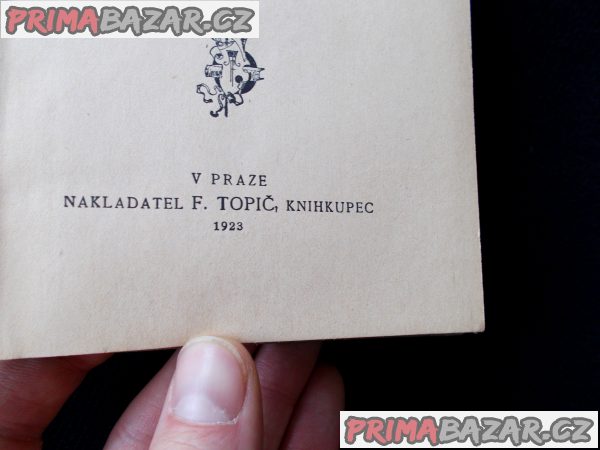 PRIMABAZAR.CZ
V PRAZE
NAKLADATEL F. TOPIČ, KNIHKUPEC
1923
PRIMABAZAR.CZ